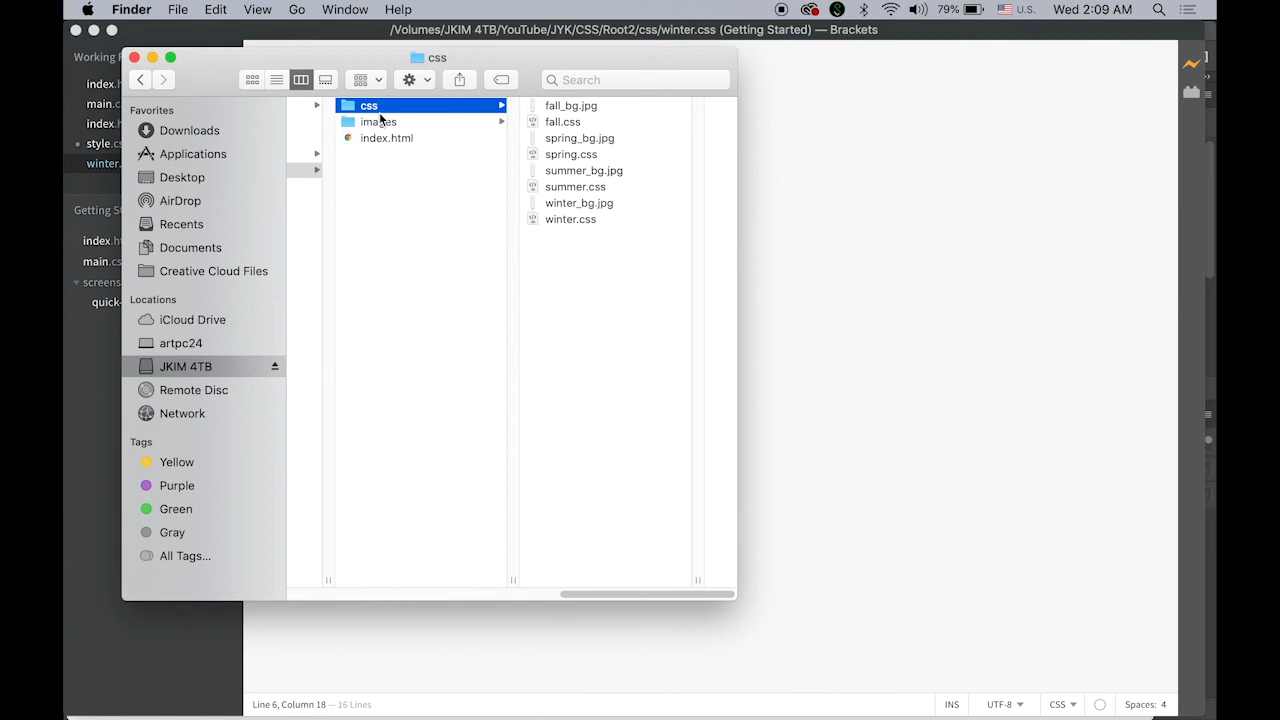 Finder File Edit View Go Window Help 79% U.S. Wed 2:09 AM
/Volumes/JKIM 4TB/YouTube/JYK/CSS/Root2/css/winter.css (Getting Started) — Brackets
Working
index.h
main.c
index.h
style.c
winter.
Getting S
index.h
main.cs
screens
quick-
css
Search
Favorites
Downloads
Applications
Desktop
AirDrop
Recents
Documents
Creative Cloud Files
Locations
iCloud Drive
artpc24
JKIM 4TB
Remote Disc
Network
Tags
Yellow
Purple
Green
Gray
All Tags...
css
images
index.html
fall_bg.jpg
fall.css
spring_bg.jpg
spring.css
summer_bg.jpg
summer.css
winter_bg.jpg
winter.css
Line 6, Column 18 — 16 Lines
INS UTF-8 CSS Spaces: 4